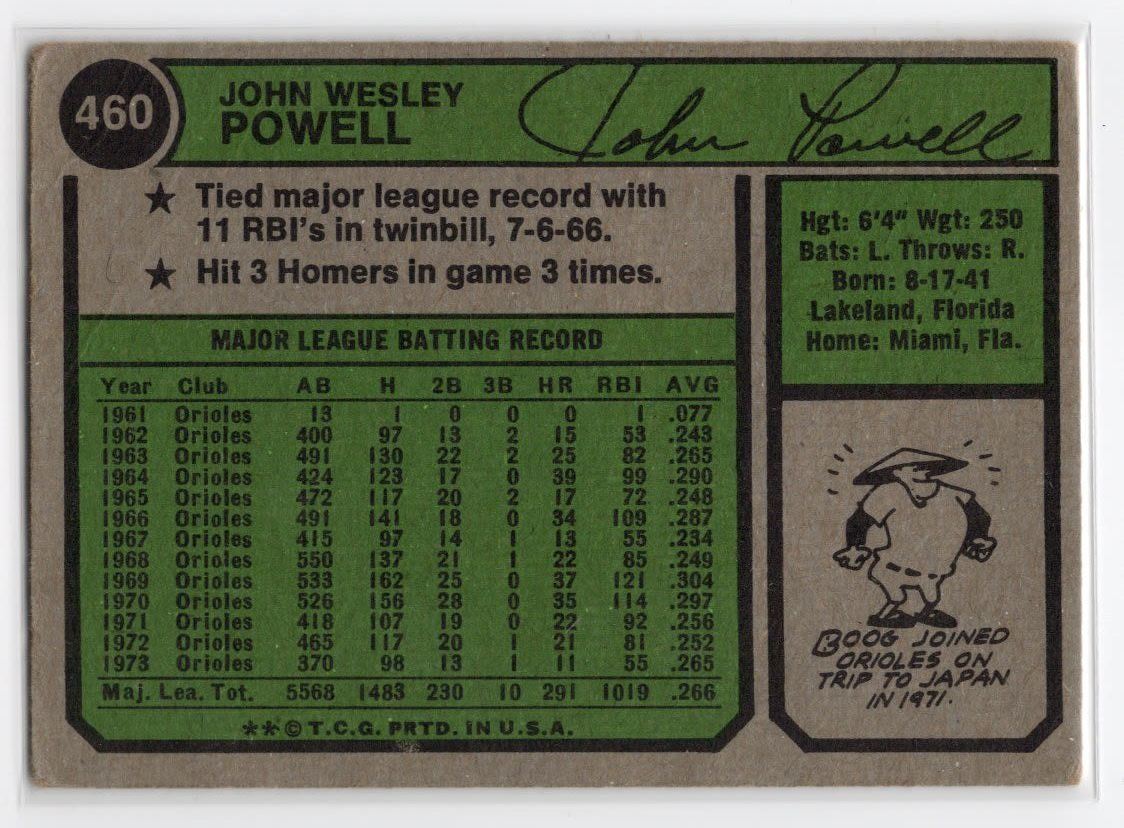 460
JOHN WESLEY
POWELL
John Powell
★ Tied major league record with
11 RBI's in twinbill, 7-6-66.
★ Hit 3 Homers in game 3 times.
MAJOR LEAGUE BATTING RECORD
Year Club AB H 2B 3B HR RBI AVG
1961 Orioles 13 1 0 0 0 1 .077
1962 Orioles 400 97 13 2 15 53 .243
1963 Orioles 491 130 22 2 25 82 .265
1964 Orioles 424 123 17 0 39 99 .290
1965 Orioles 472 117 20 2 17 72 .248
1966 Orioles 491 141 18 0 34 109 .287
1967 Orioles 415 97 14 1 13 55 .234
1968 Orioles 550 137 21 1 22 85 .249
1969 Orioles 533 162 25 0 37 121 .304
1970 Orioles 526 156 28 0 35 114 .297
1971 Orioles 418 107 19 0 22 92 .256
1972 Orioles 465 117 20 1 21 81 .252
1973 Orioles 370 98 13 1 11 55 .265
Maj. Lea. Tot. 5568 1483 230 10 291 1019 .266
**© T.C.G. PRTD. IN U.S.A.
Hgt: 6'4" Wgt: 250
Bats: L. Throws: R.
Born: 8-17-41
Lakeland, Florida
Home: Miami, Fla.
BOOG JOINED
ORIOLES ON
TRIP TO JAPAN
IN 1971.